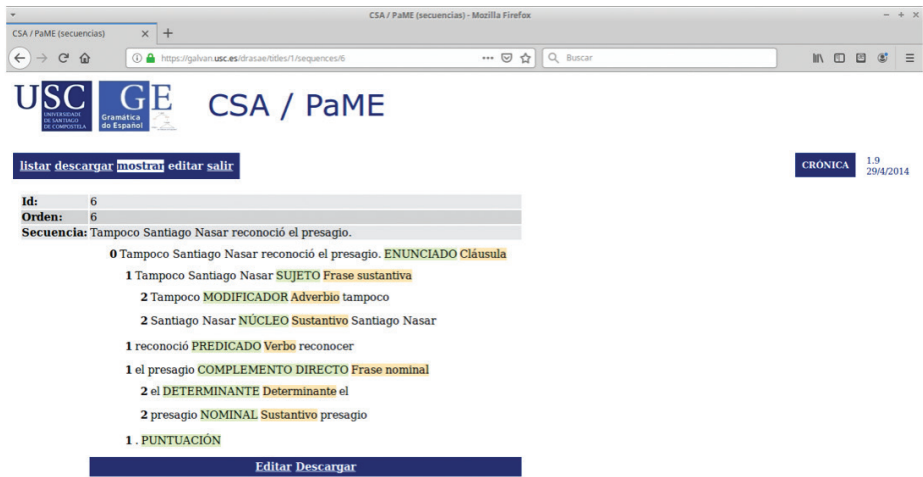 CSA / PaME (secuencias) - Mozilla Firefox
CSA / PaME (secuencias)
https://galvan.usc.es/drasae/titles/1/sequences/6
Buscar
USC
UNIVERSIDADE
DE SANTIAGO
DE COMPOSTELA
GE
Gramática
do Español
CSA / PaME
listar descargar mostrar editar salir
CRÓNICA
1.9
29/4/2014
Id: 6
Orden: 6
Secuencia: Tampoco Santiago Nasar reconoció el presagio.
0 Tampoco Santiago Nasar reconoció el presagio. ENUNCIADO Cláusula
1 Tampoco Santiago Nasar SUJETO Frase sustantiva
2 Tampoco MODIFICADOR Adverbio tampoco
2 Santiago Nasar NÚCLEO Sustantivo Santiago Nasar
1 reconoció PREDICADO Verbo reconocer
1 el presagio COMPLEMENTO DIRECTO Frase nominal
2 el DETERMINANTE Determinante el
2 presagio NOMINAL Sustantivo presagio
1 . PUNTUACIÓN
Editar Descargar